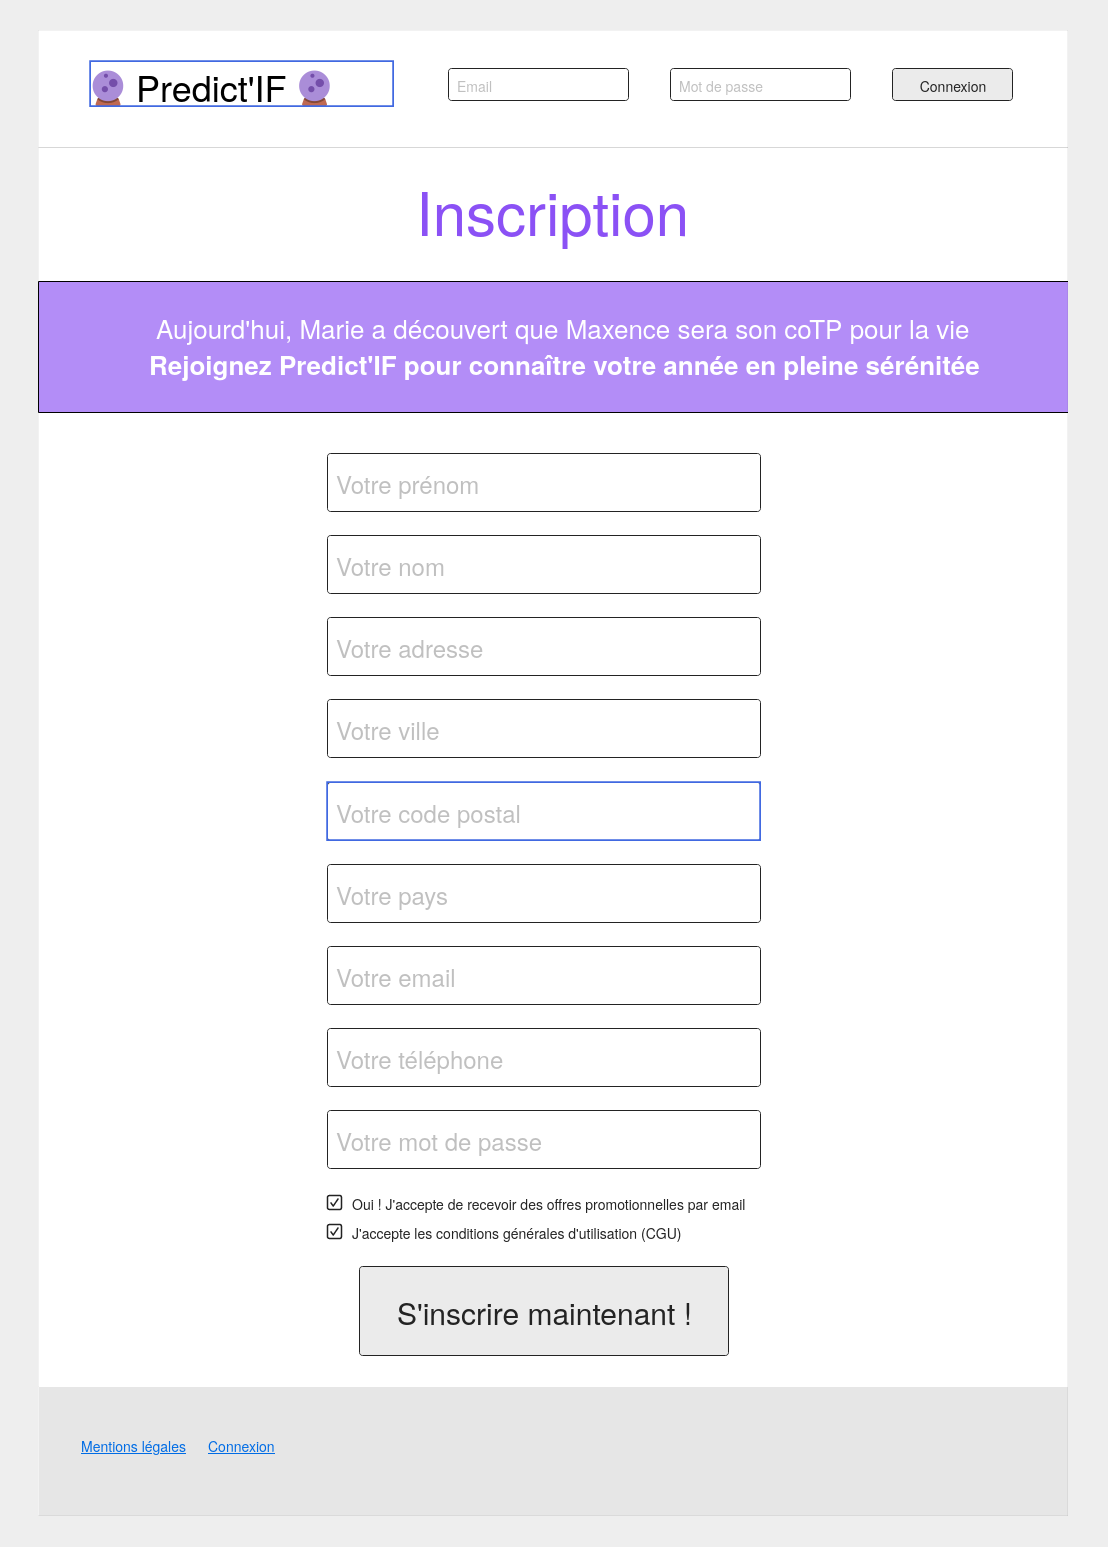 🔮 Predict'IF 🔮
Email
Mot de passe
Connexion
Inscription
Aujourd'hui, Marie a découvert que Maxence sera son coTP pour la vie
Rejoignez Predict'IF pour connaître votre année en pleine sérénitée
Votre prénom
Votre nom
Votre adresse
Votre ville
Votre code postal
Votre pays
Votre email
Votre téléphone
Votre mot de passe
Oui ! J'accepte de recevoir des offres promotionnelles par email
J'accepte les conditions générales d'utilisation (CGU)
S'inscrire maintenant !
Mentions légales
Connexion